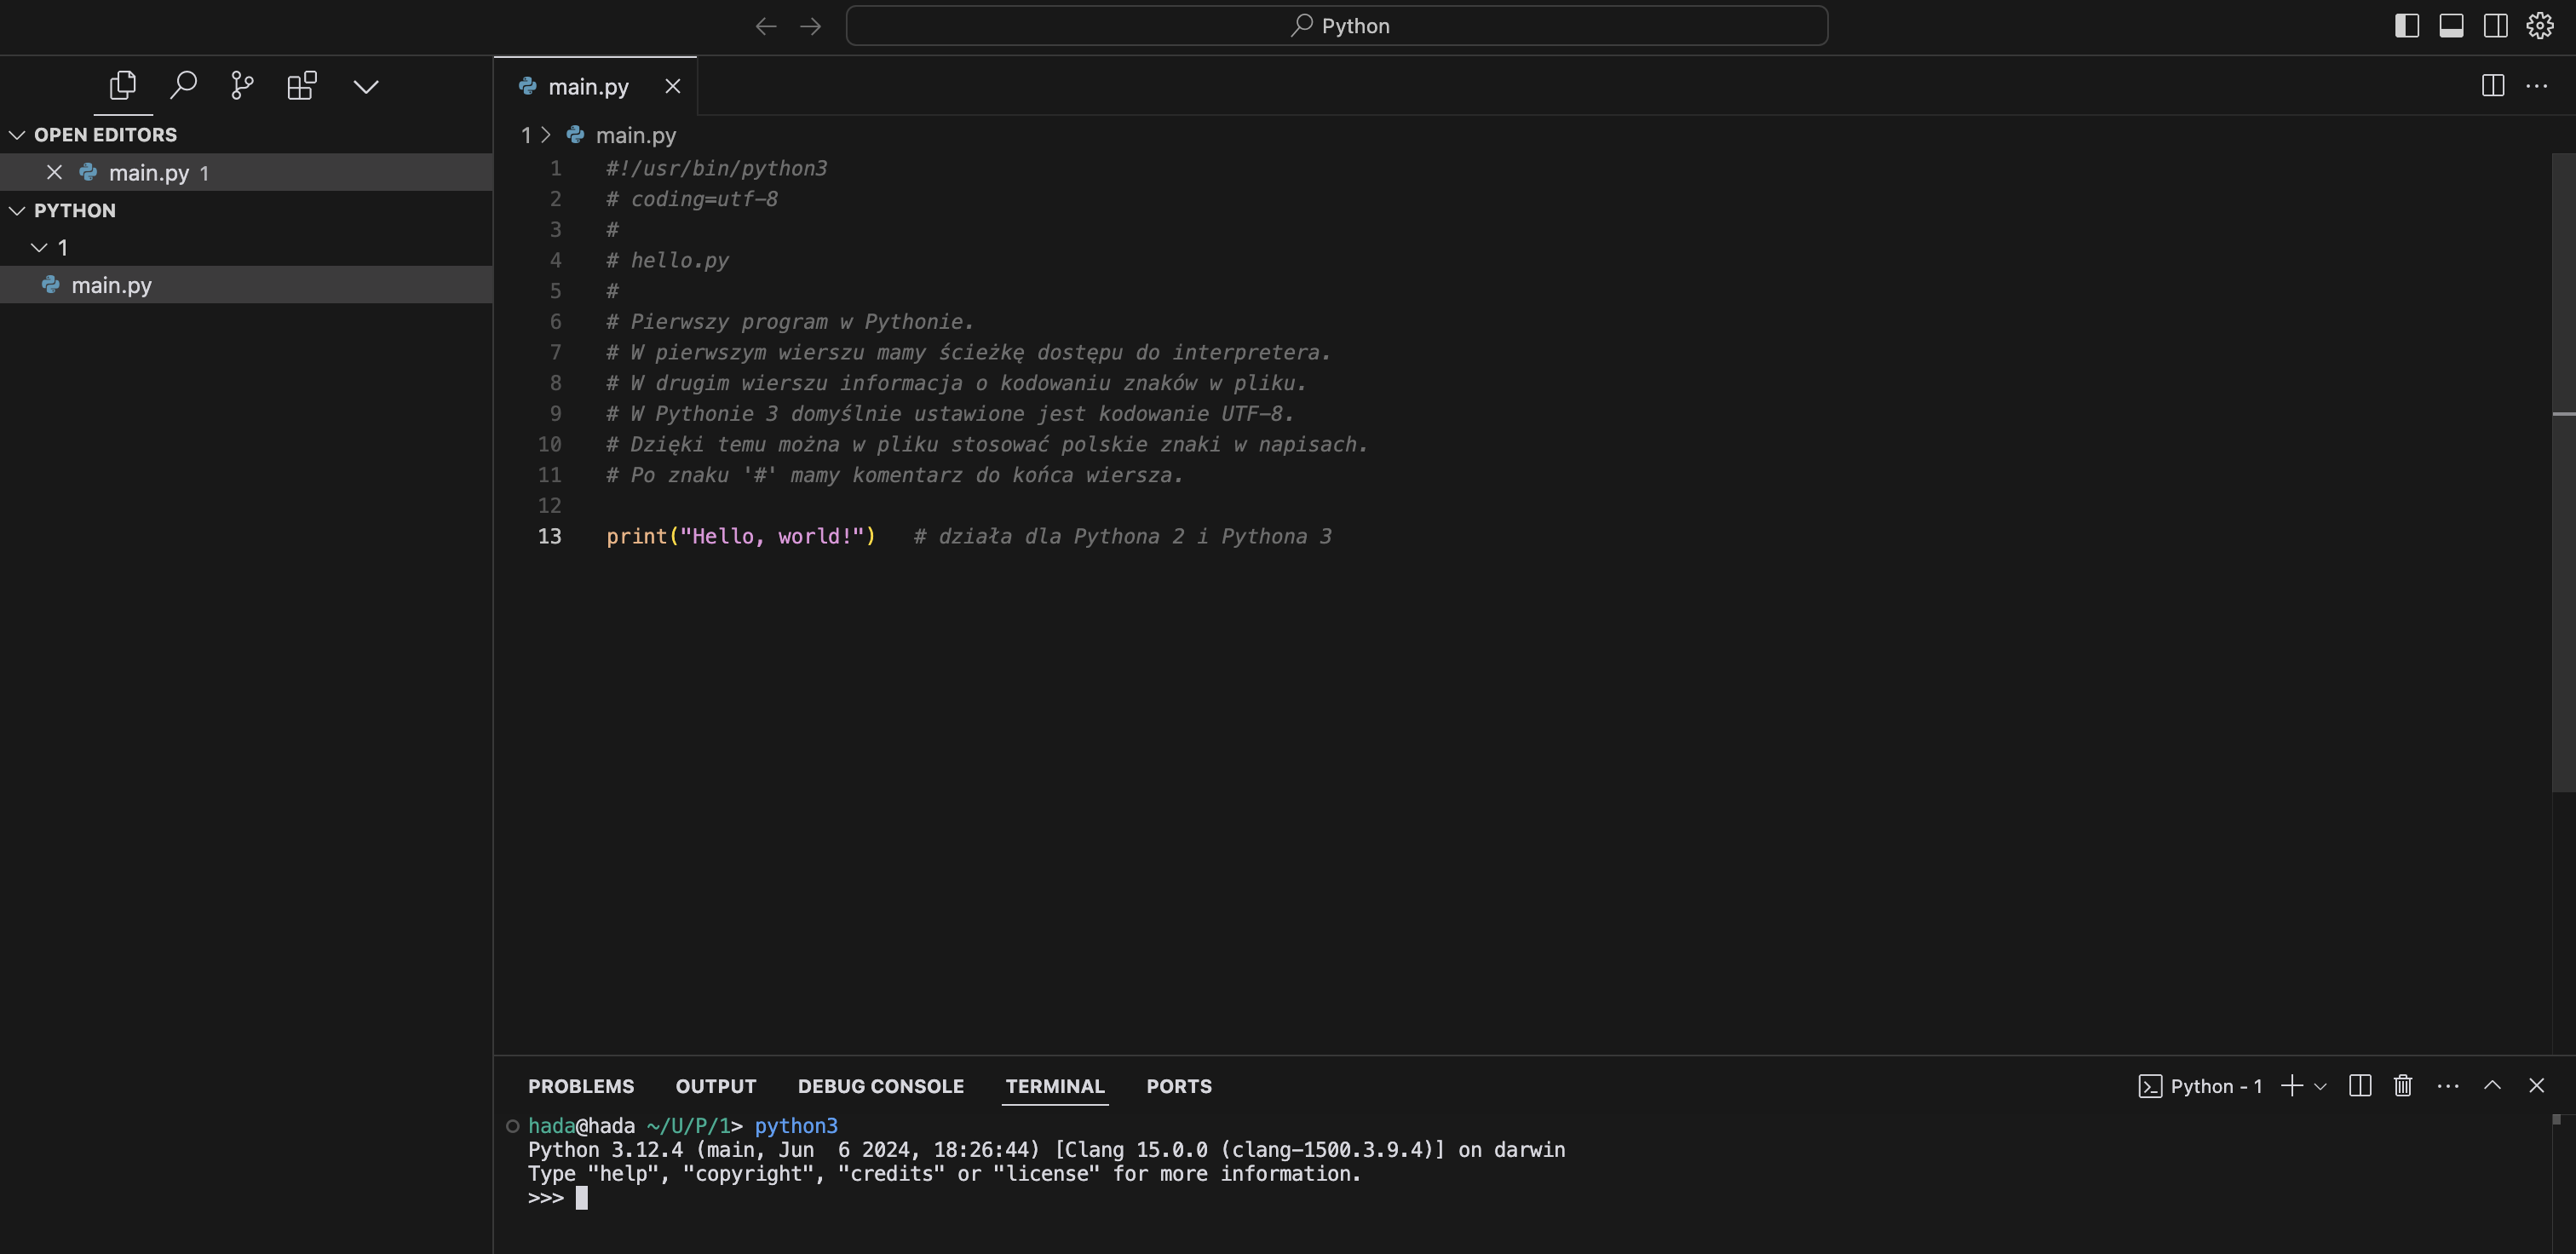 Python
OPEN EDITORS
main.py 1
PYTHON
1
main.py
main.py
1 > main.py
1 #!/usr/bin/python3
2 # coding=utf-8
3 #
4 # hello.py
5 #
6 # Pierwszy program w Pythonie.
7 # W pierwszym wierszu mamy ścieżkę dostępu do interpretera.
8 # W drugim wierszu informacja o kodowaniu znaków w pliku.
9 # W Pythonie 3 domyślnie ustawione jest kodowanie UTF-8.
10 # Dzięki temu można w pliku stosować polskie znaki w napisach.
11 # Po znaku '#' mamy komentarz do końca wiersza.
12
13 print("Hello, world!")   # działa dla Pythona 2 i Pythona 3
PROBLEMS OUTPUT DEBUG CONSOLE TERMINAL PORTS Python - 1
hada@hada ~/U/P/1> python3
Python 3.12.4 (main, Jun  6 2024, 18:26:44) [Clang 15.0.0 (clang-1500.3.9.4)] on darwin
Type "help", "copyright", "credits" or "license" for more information.
>>>